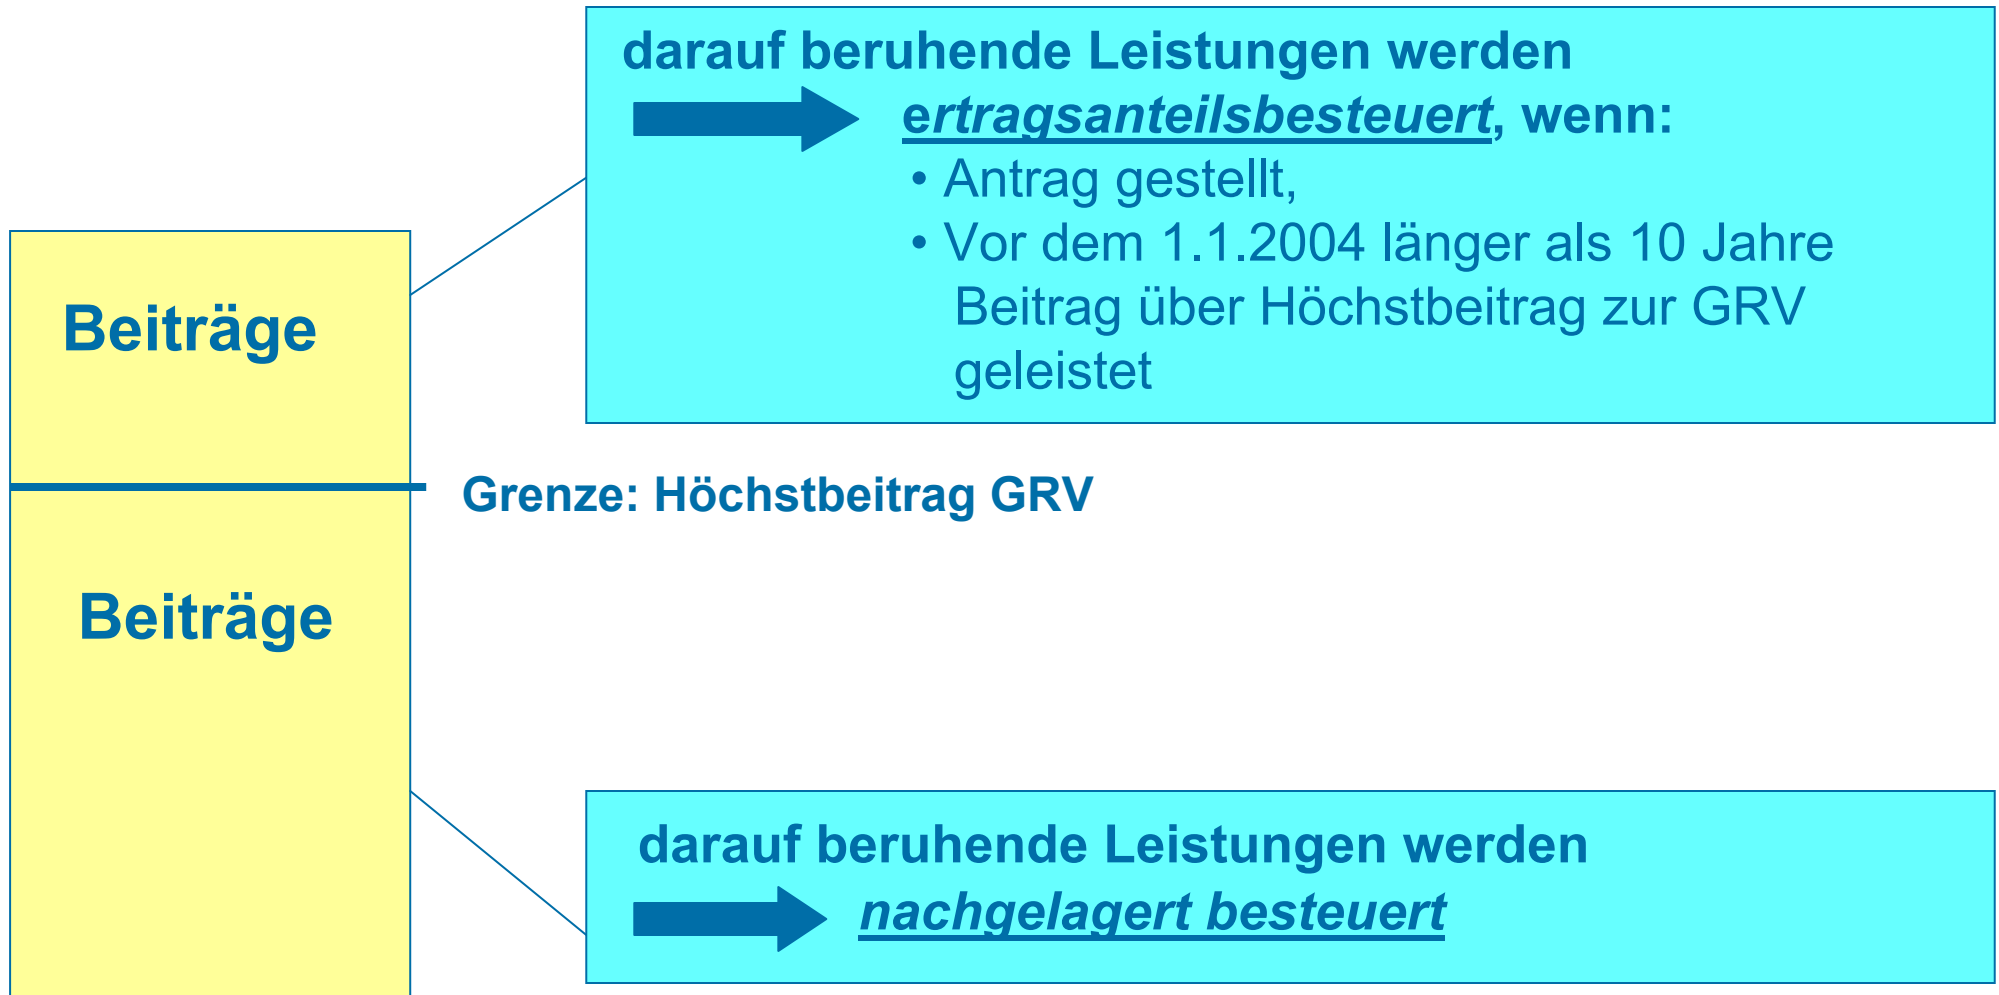 darauf beruhende Leistungen werden
ertragsanteilsbesteuert, wenn:
• Antrag gestellt,
• Vor dem 1.1.2004 länger als 10 Jahre
Beitrag über Höchstbeitrag zur GRV
geleistet
Beiträge
Grenze: Höchstbeitrag GRV
Beiträge
darauf beruhende Leistungen werden
nachgelagert besteuert